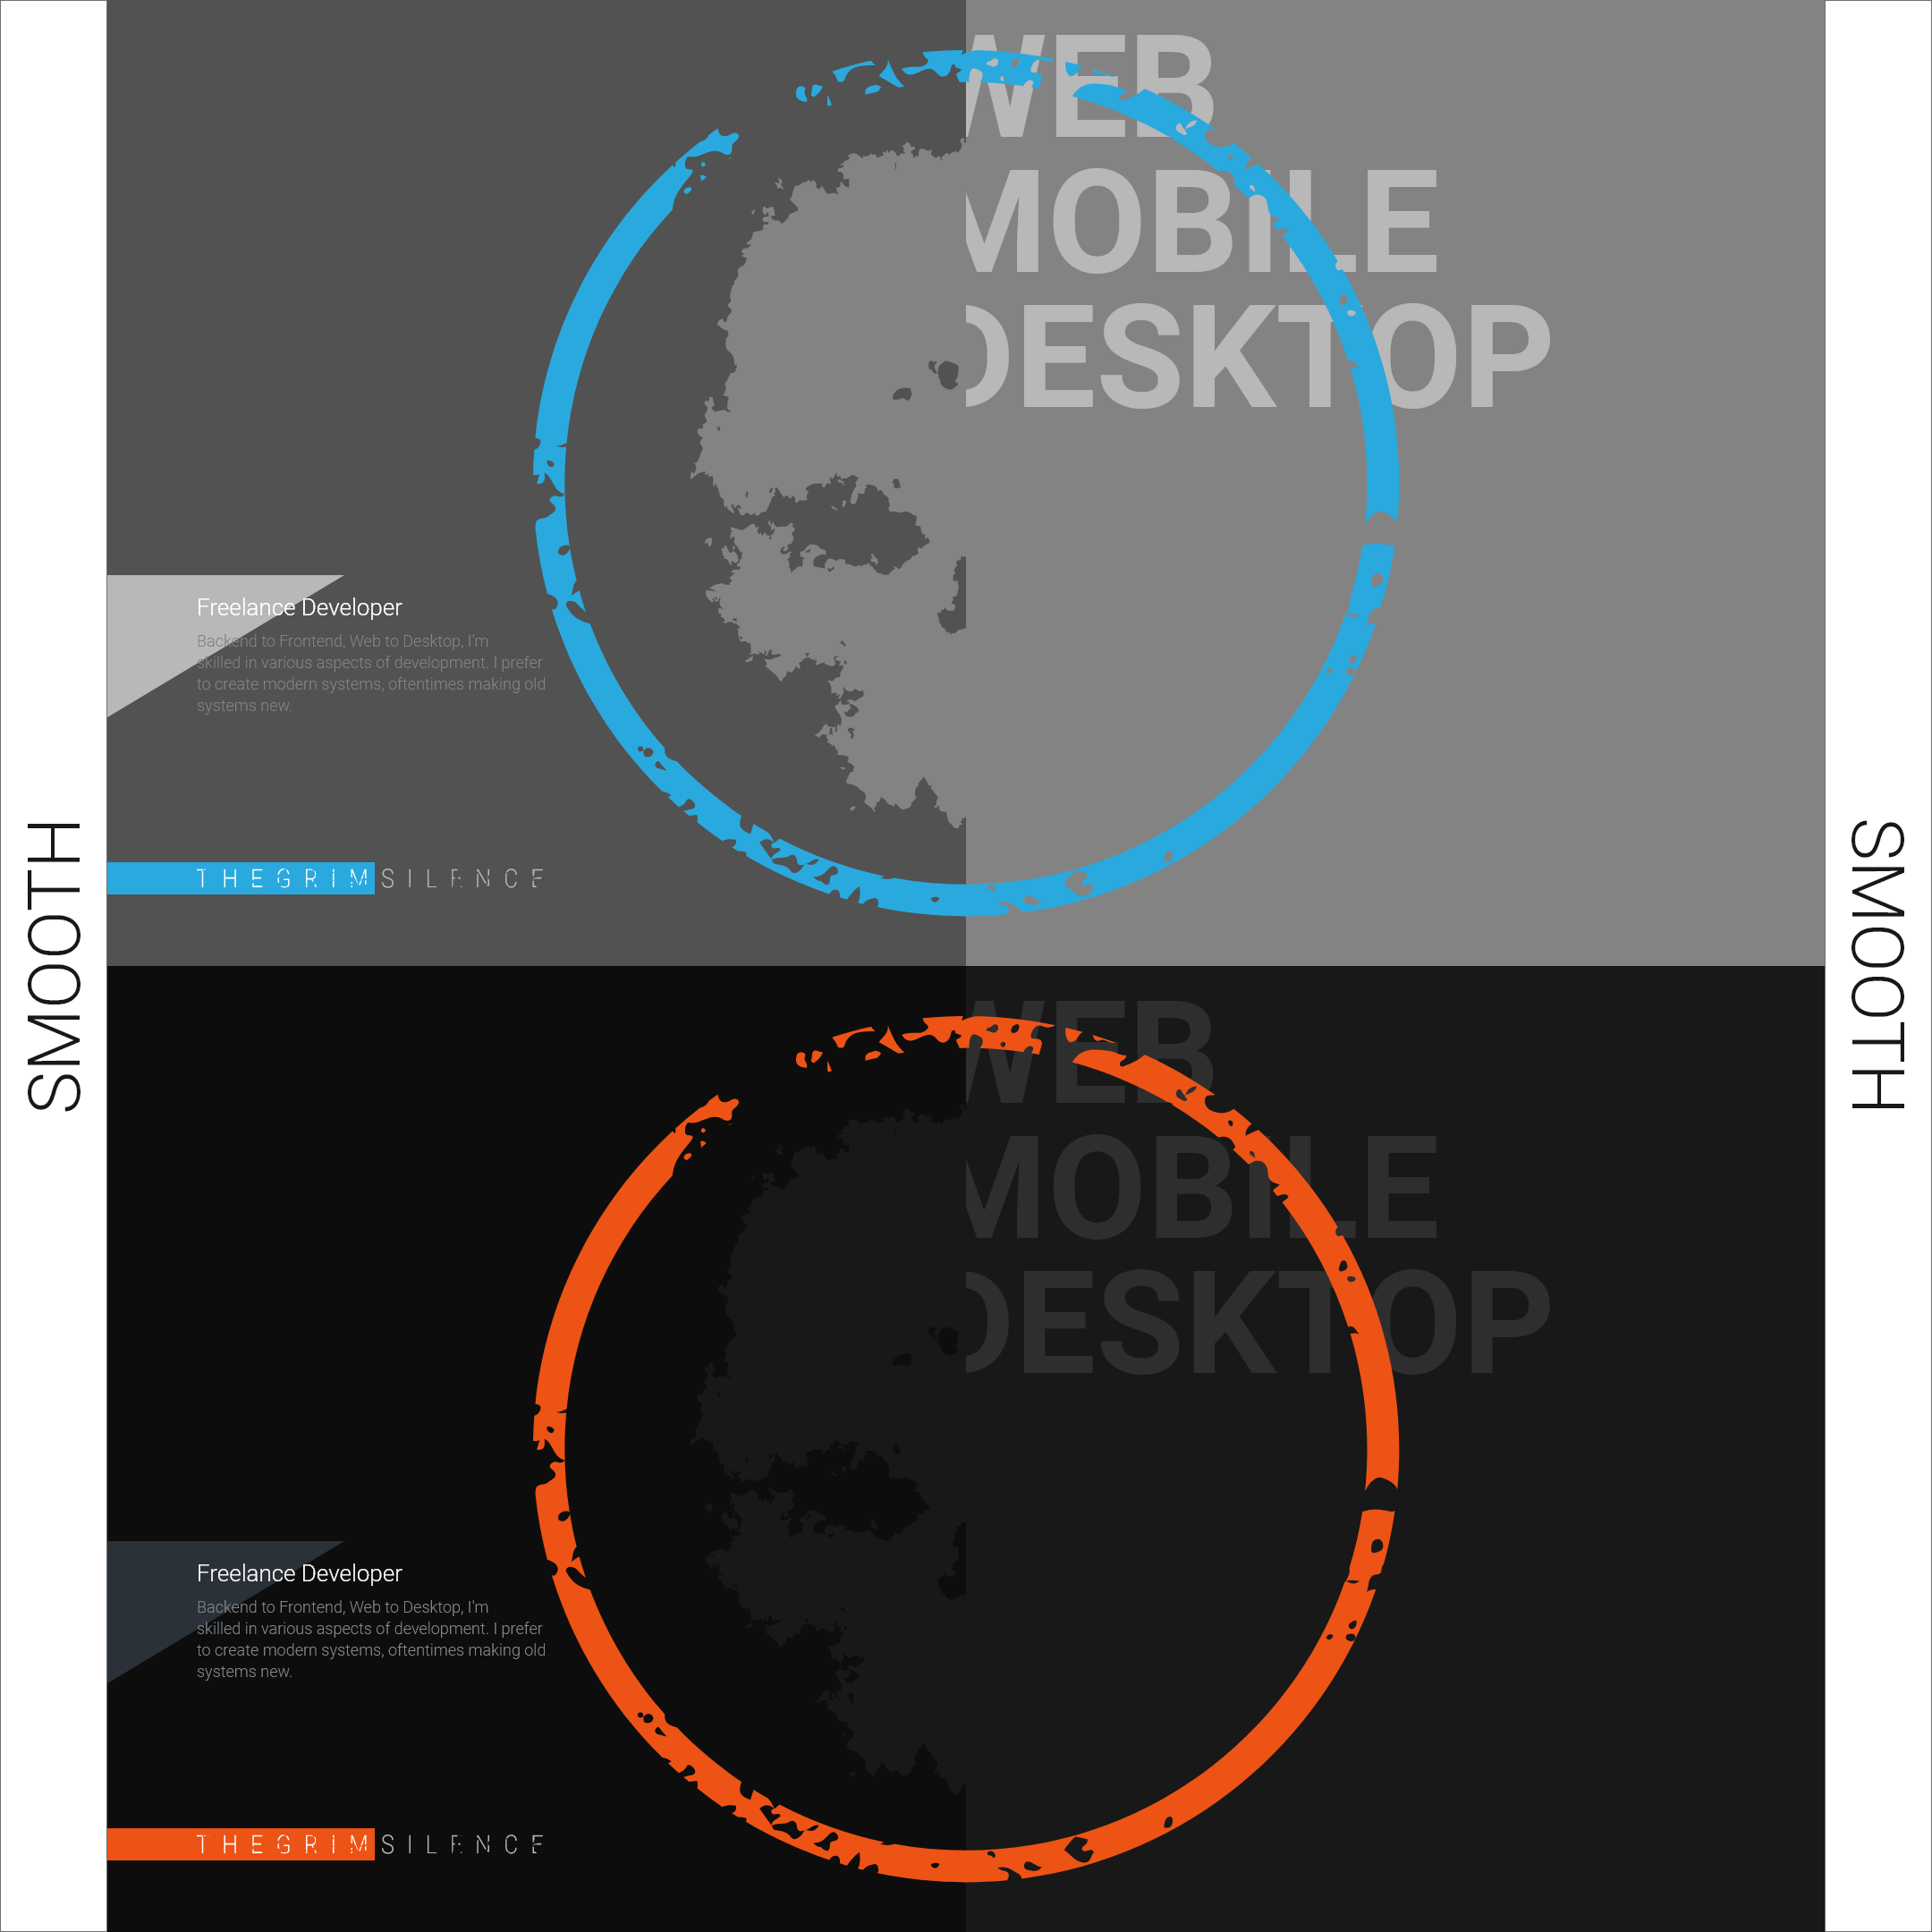 SMOOTH
WEB
MOBILE
DESKTOP
Freelance Developer
Backend to Frontend, Web to Desktop, I'm
skilled in various aspects of development. I prefer
to create modern systems, oftentimes making old
systems new.
THEGRIMSILENCE
WEB
MOBILE
DESKTOP
Freelance Developer
Backend to Frontend, Web to Desktop, I'm
skilled in various aspects of development. I prefer
to create modern systems, oftentimes making old
systems new.
THEGRIMSILENCE
SMOOTH